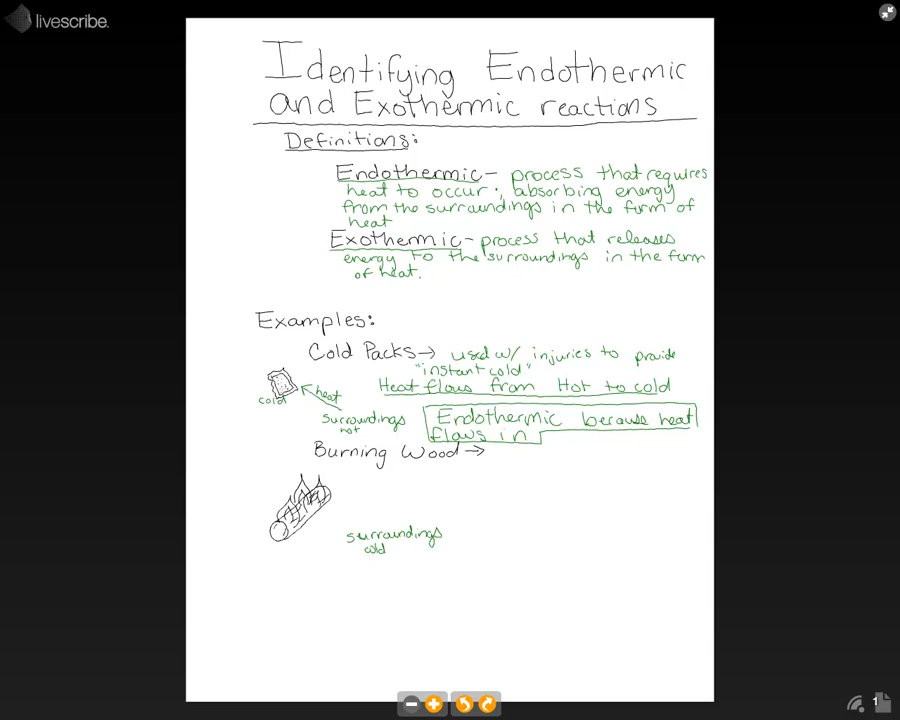 livescribe.
Identifying Endothermic
and Exothermic reactions
Definitions:
Endothermic- process that requires
heat to occur; absorbing energy
from the surroundings in the form of
heat
Exothermic- process that releases
energy to the surroundings in the form
of heat.
Examples:
Cold Packs→ used w/ injuries to provide
"instant cold"
Heat flows from Hot to cold
cold
heat
surroundings
hot
Endothermic because heat
flows in
Burning Wood→
surroundings
cold
1